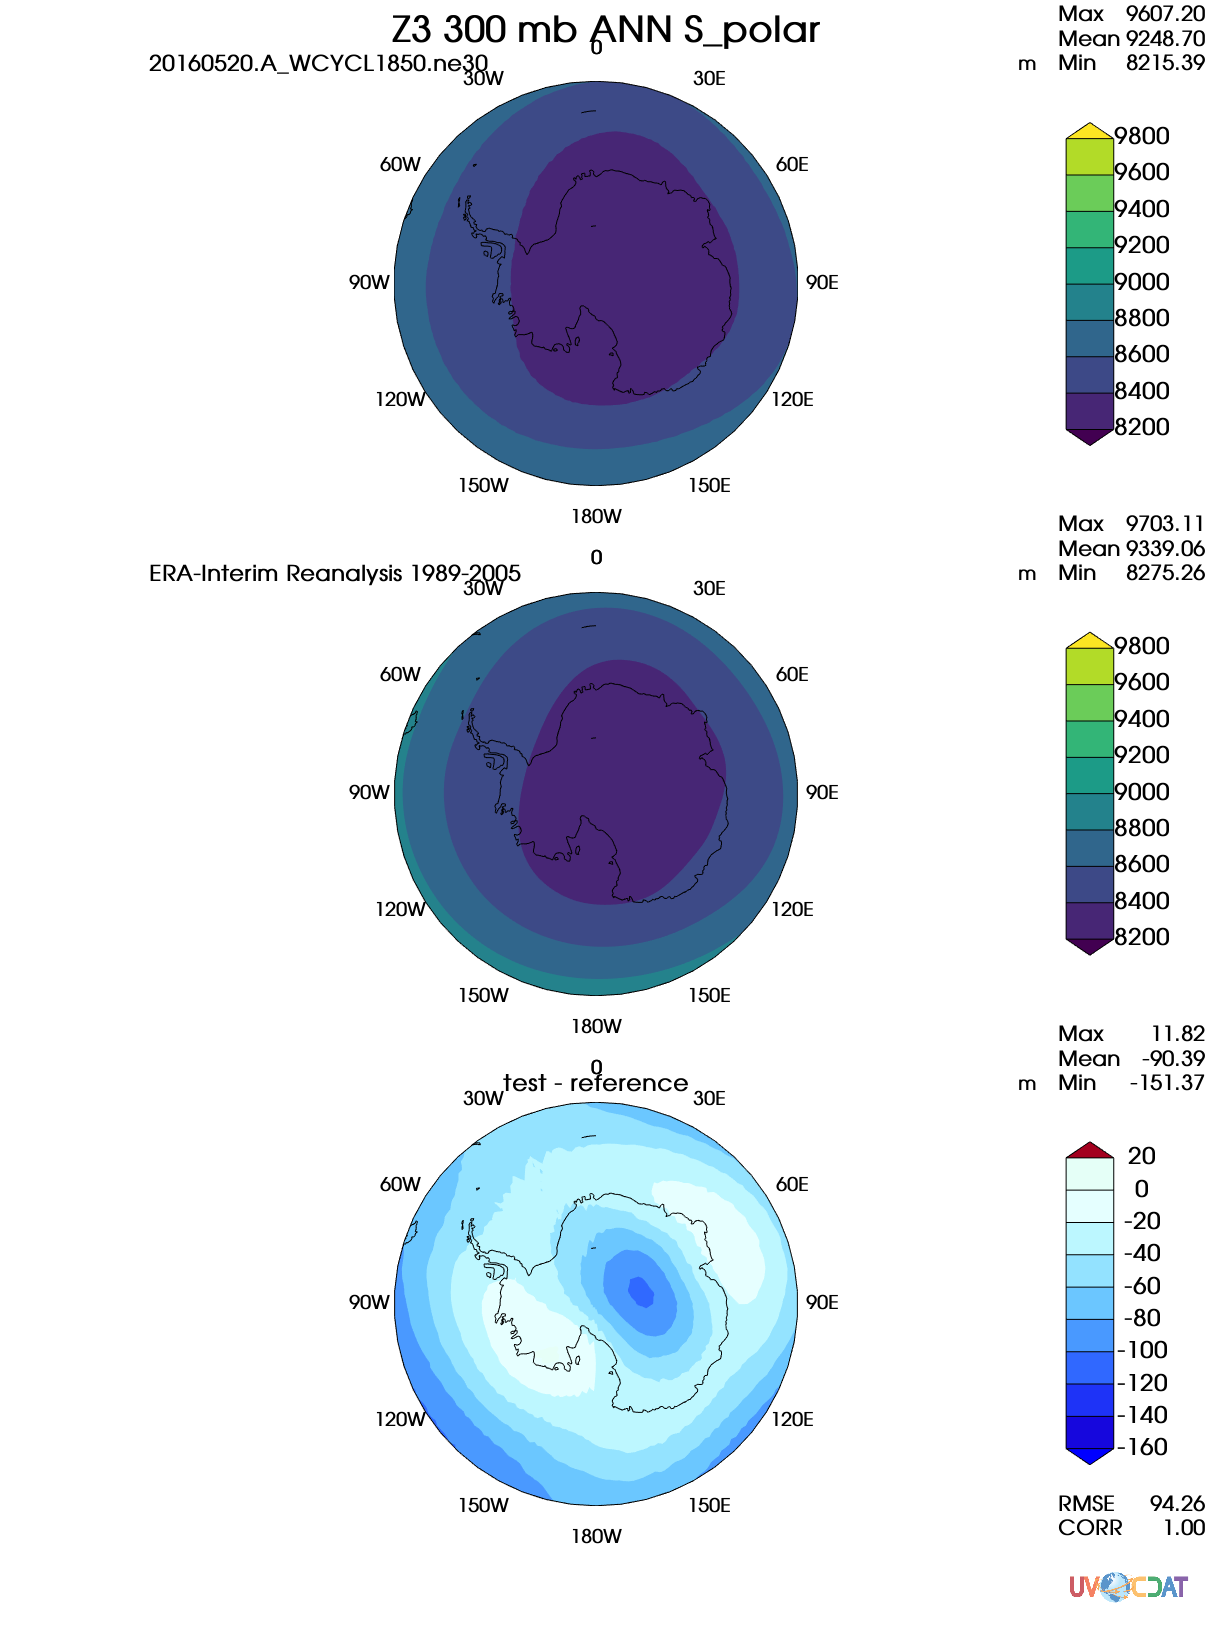 Z3 300 mb ANN S_polar
20160520.A_WCYCL1850.ne30
m
Max 9607.20
Mean 9248.70
Min 8215.39
0
30W 30E
60W 60E
90W 90E
120W 120E
150W 150E
180W
9800
9600
9400
9200
9000
8800
8600
8400
8200
ERA-Interim Reanalysis 1989-2005
m
Max 9703.11
Mean 9339.06
Min 8275.26
0
30W 30E
60W 60E
90W 90E
120W 120E
150W 150E
180W
9800
9600
9400
9200
9000
8800
8600
8400
8200
test - reference
m
Max 11.82
Mean -90.39
Min -151.37
0
30W 30E
60W 60E
90W 90E
120W 120E
150W 150E
180W
20
0
-20
-40
-60
-80
-100
-120
-140
-160
RMSE 94.26
CORR 1.00
UV CDAT